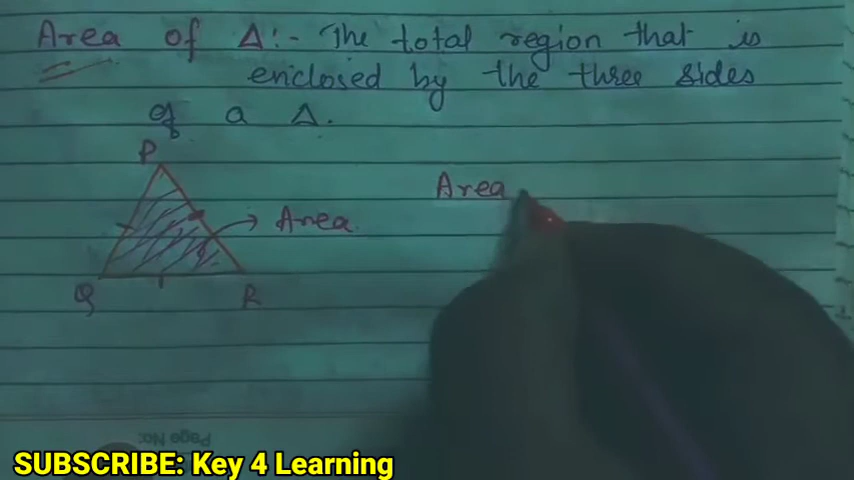 Area of Δ:- The total region that is
enclosed by the three sides
of a Δ.
P
Area
Area
Q
R
Page No:
SUBSCRIBE: Key 4 Learning